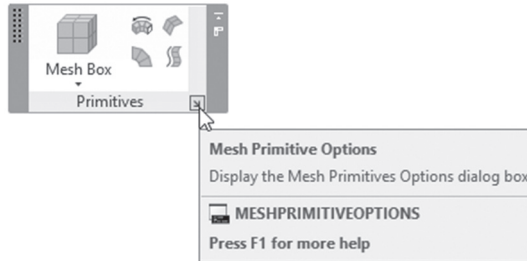 Mesh Box
Primitives
Mesh Primitive Options
Display the Mesh Primitives Options dialog box
MESHPRIMITIVEOPTIONS
Press F1 for more help